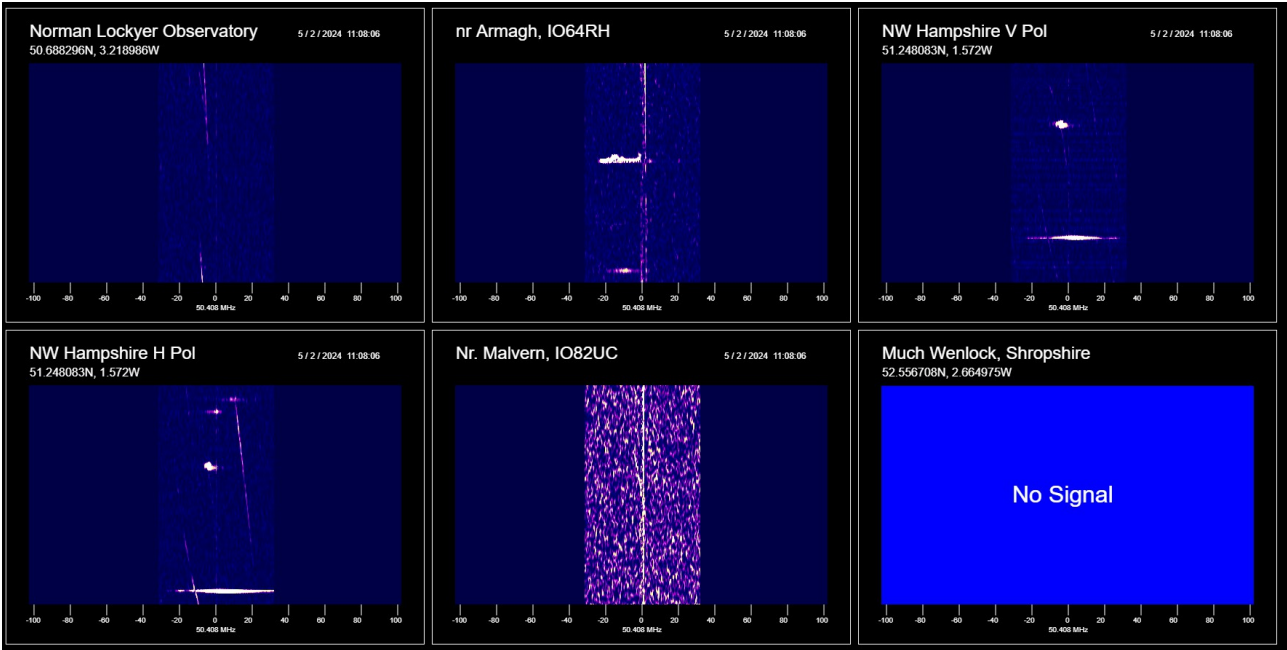 Norman Lockyer Observatory 5 / 2 / 2024 11:08:06
50.688296N, 3.218986W
-100 -80 -60 -40 -20 0 20 40 60 80 100
50.408 MHz
nr Armagh, IO64RH 5 / 2 / 2024 11:08:06
-100 -80 -60 -40 -20 0 20 40 60 80 100
50.408 MHz
NW Hampshire V Pol 5 / 2 / 2024 11:08:06
51.248083N, 1.572W
-100 -80 -60 -40 -20 0 20 40 60 80 100
50.408 MHz
NW Hampshire H Pol 5 / 2 / 2024 11:08:06
51.248083N, 1.572W
-100 -80 -60 -40 -20 0 20 40 60 80 100
50.408 MHz
Nr. Malvern, IO82UC 5 / 2 / 2024 11:08:06
-100 -80 -60 -40 -20 0 20 40 60 80 100
50.408 MHz
Much Wenlock, Shropshire
52.556708N, 2.664975W
No Signal
-100 -80 -60 -40 -20 0 20 40 60 80 100
50.408 MHz